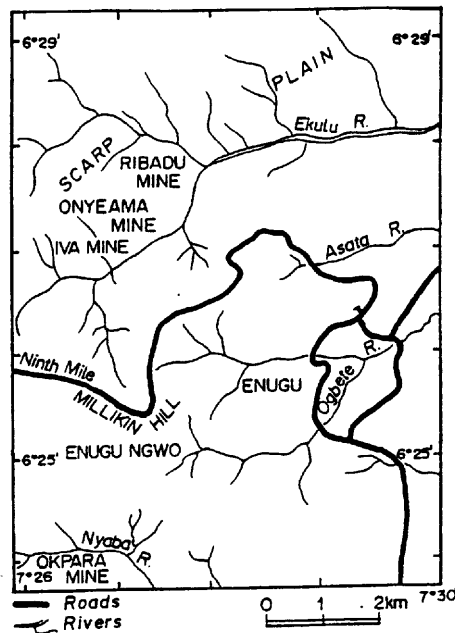 6°29'
6°29'
PLAIN
Ekulu R.
SCARP
RIBADU
MINE
ONYEAMA
MINE
IVA MINE
Asata R.
Ninth Mile
MILLIKIN HILL
ENUGU
Ogbete R.
ENUGU NGWO
6°25'
6°25'
Nyaba R.
OKPARA
MINE
7°26
7°30
Roads
Rivers
0 1 2km